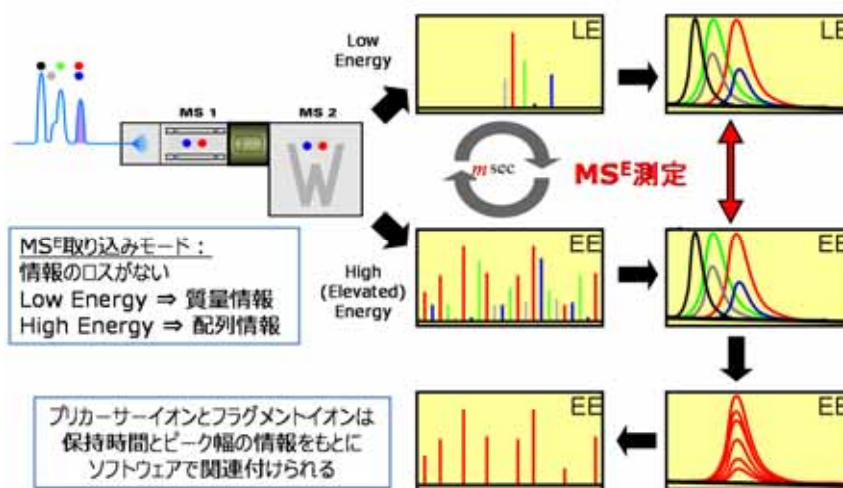 Low
Energy
LE
LE
MS 1
MS 2
m sec
MSE測定
MSE取り込みモード：
情報のロスがない
Low Energy ⇒ 質量情報
High Energy ⇒ 配列情報
High
(Elevated)
Energy
EE
EE
プリカーサーイオンとフラグメントイオンは
保持時間とピーク幅の情報をもとに
ソフトウェアで関連付けられる
EE
EE